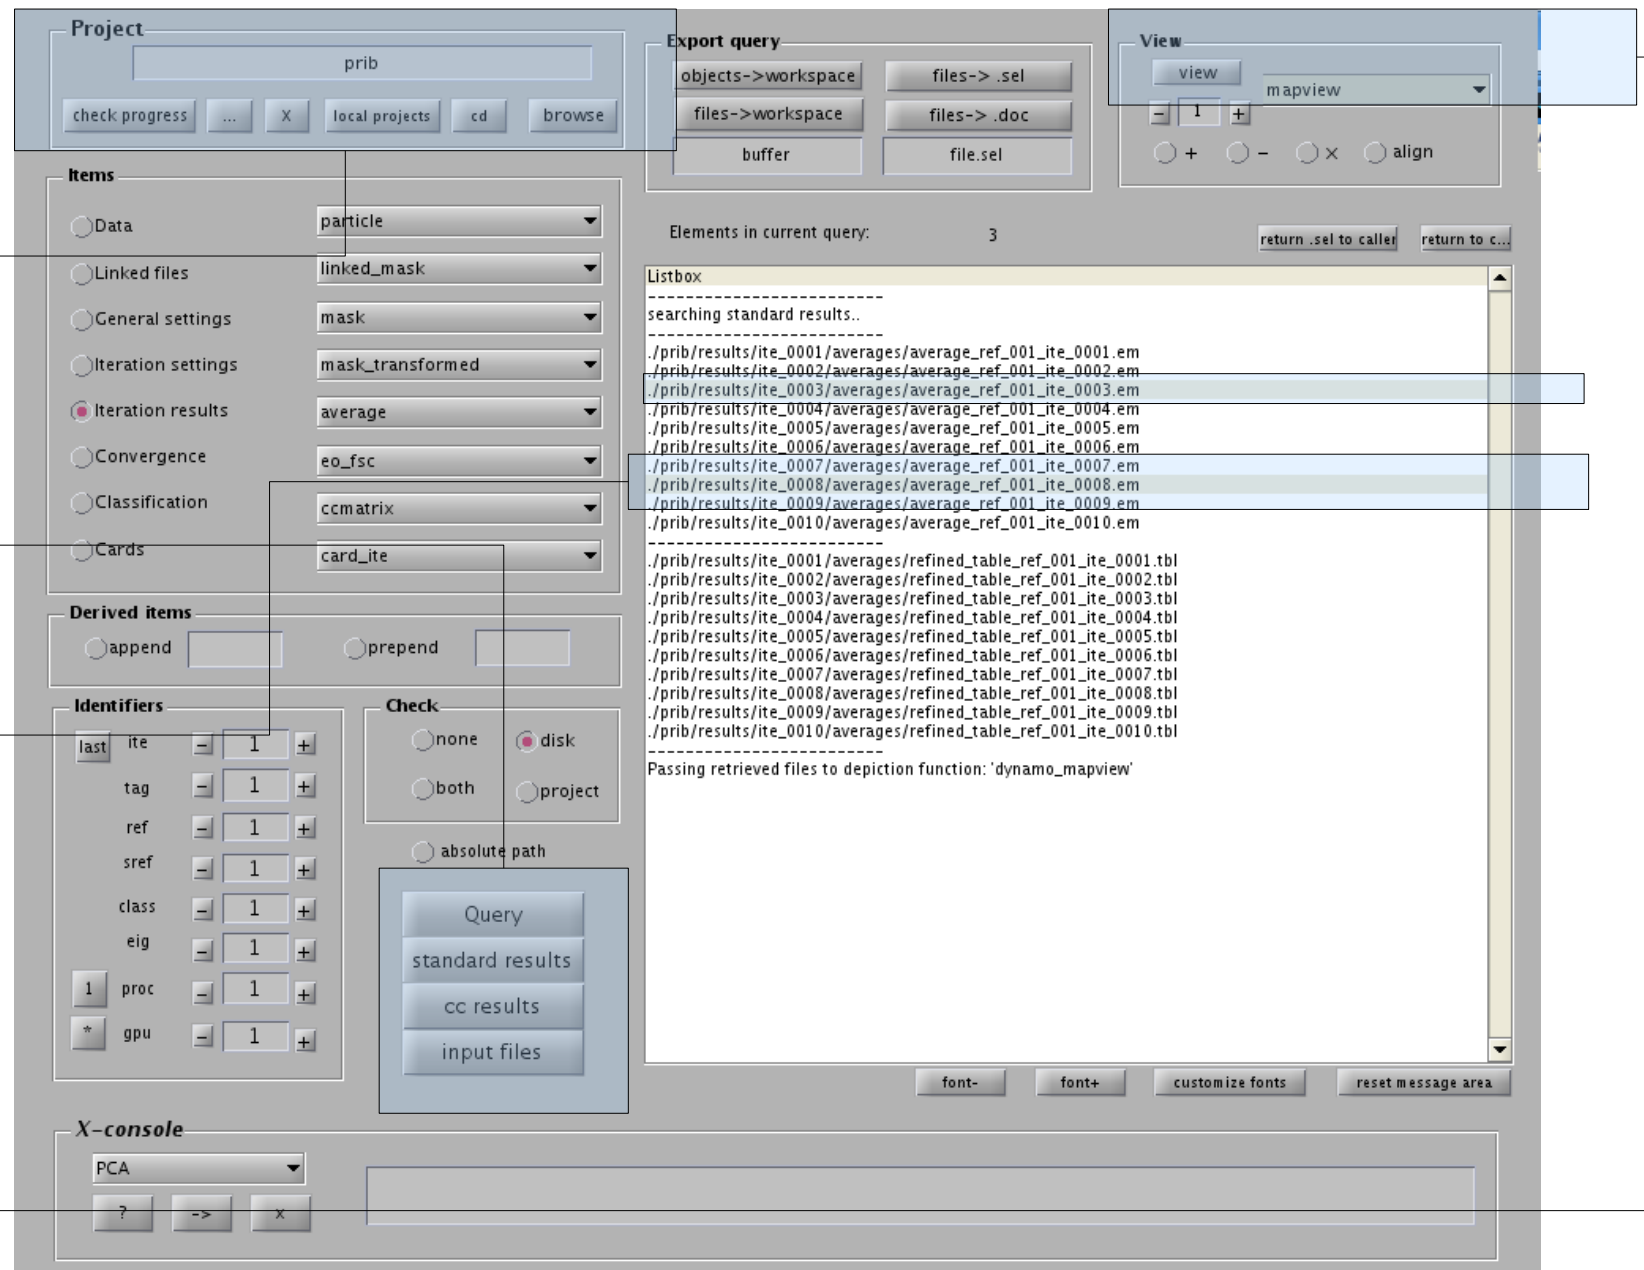 Project
prib
check progress ... X local projects cd browse
Export query
objects->workspace files-> .sel
files->workspace files-> .doc
buffer file.sel
View
view mapview
- 1 +
+ - × align
Items
Data particle
Linked files linked_mask
General settings mask
Iteration settings mask_transformed
Iteration results average
Convergence eo_fsc
Classification ccmatrix
Cards card_ite
Derived items
append prepend
Identifiers
last ite - 1 +
tag - 1 +
ref - 1 +
sref - 1 +
class - 1 +
eig - 1 +
1 proc - 1 +
* gpu - 1 +
Check
none disk
both project
absolute path
Query
standard results
cc results
input files
Elements in current query: 3
return .sel to caller return to c...
Listbox
--------------------------
searching standard results..
--------------------------
./prib/results/ite_0001/averages/average_ref_001_ite_0001.em
./prib/results/ite_0002/averages/average_ref_001_ite_0002.em
./prib/results/ite_0003/averages/average_ref_001_ite_0003.em
./prib/results/ite_0004/averages/average_ref_001_ite_0004.em
./prib/results/ite_0005/averages/average_ref_001_ite_0005.em
./prib/results/ite_0006/averages/average_ref_001_ite_0006.em
./prib/results/ite_0007/averages/average_ref_001_ite_0007.em
./prib/results/ite_0008/averages/average_ref_001_ite_0008.em
./prib/results/ite_0009/averages/average_ref_001_ite_0009.em
./prib/results/ite_0010/averages/average_ref_001_ite_0010.em
--------------------------
./prib/results/ite_0001/averages/refined_table_ref_001_ite_0001.tbl
./prib/results/ite_0002/averages/refined_table_ref_001_ite_0002.tbl
./prib/results/ite_0003/averages/refined_table_ref_001_ite_0003.tbl
./prib/results/ite_0004/averages/refined_table_ref_001_ite_0004.tbl
./prib/results/ite_0005/averages/refined_table_ref_001_ite_0005.tbl
./prib/results/ite_0006/averages/refined_table_ref_001_ite_0006.tbl
./prib/results/ite_0007/averages/refined_table_ref_001_ite_0007.tbl
./prib/results/ite_0008/averages/refined_table_ref_001_ite_0008.tbl
./prib/results/ite_0009/averages/refined_table_ref_001_ite_0009.tbl
./prib/results/ite_0010/averages/refined_table_ref_001_ite_0010.tbl
--------------------------
Passing retrieved files to depiction function: 'dynamo_mapview'
font- font+ customize fonts reset message area
X-console
PCA
? -> x